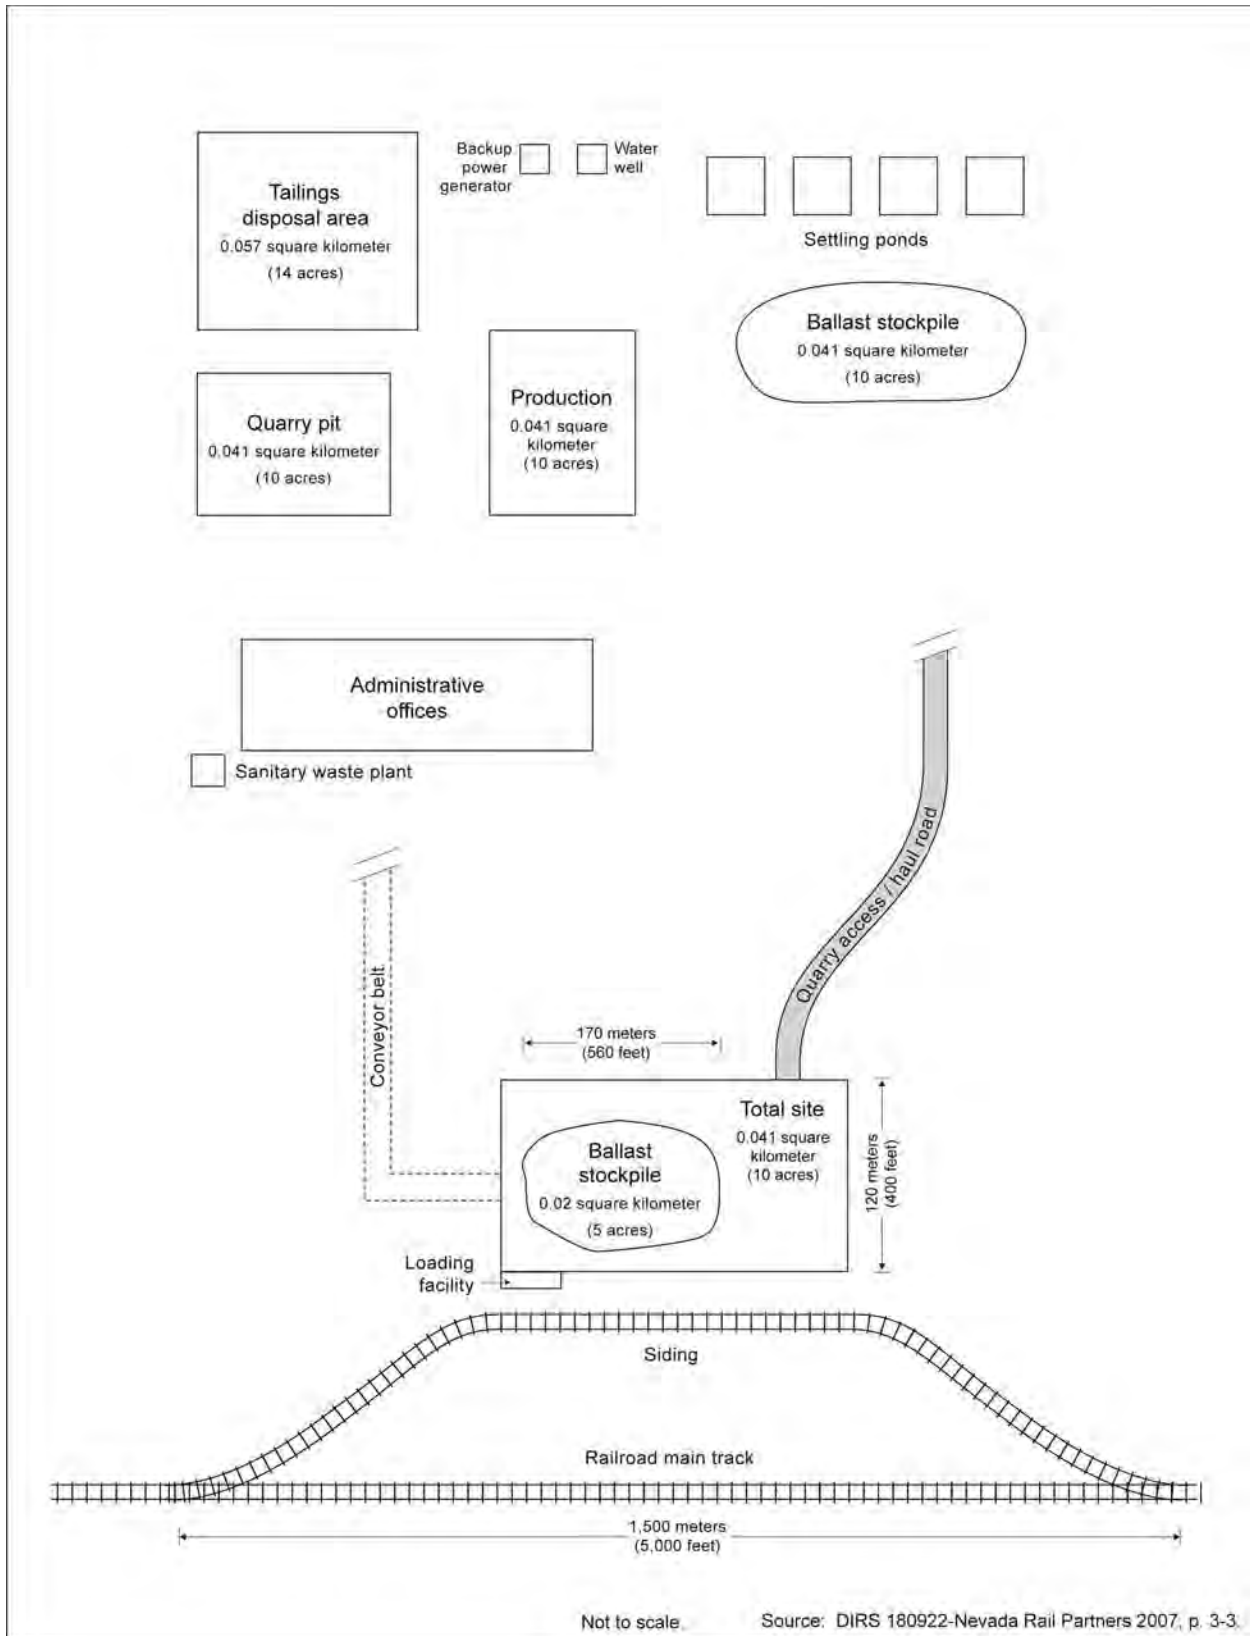 Tailings
disposal area
0.057 square kilometer
(14 acres)
Backup
power
generator
Water
well
Settling ponds
Ballast stockpile
0.041 square kilometer
(10 acres)
Quarry pit
0.041 square kilometer
(10 acres)
Production
0.041 square
kilometer
(10 acres)
Administrative
offices
Sanitary waste plant
Quarry access / haul road
Conveyor belt
170 meters
(560 feet)
Total site
0.041 square
kilometer
(10 acres)
120 meters
(400 feet)
Ballast
stockpile
0.02 square kilometer
(5 acres)
Loading
facility
Siding
Railroad main track
1,500 meters
(5,000 feet)
Not to scale.
Source: DIRS 180922-Nevada Rail Partners 2007, p. 3-3.